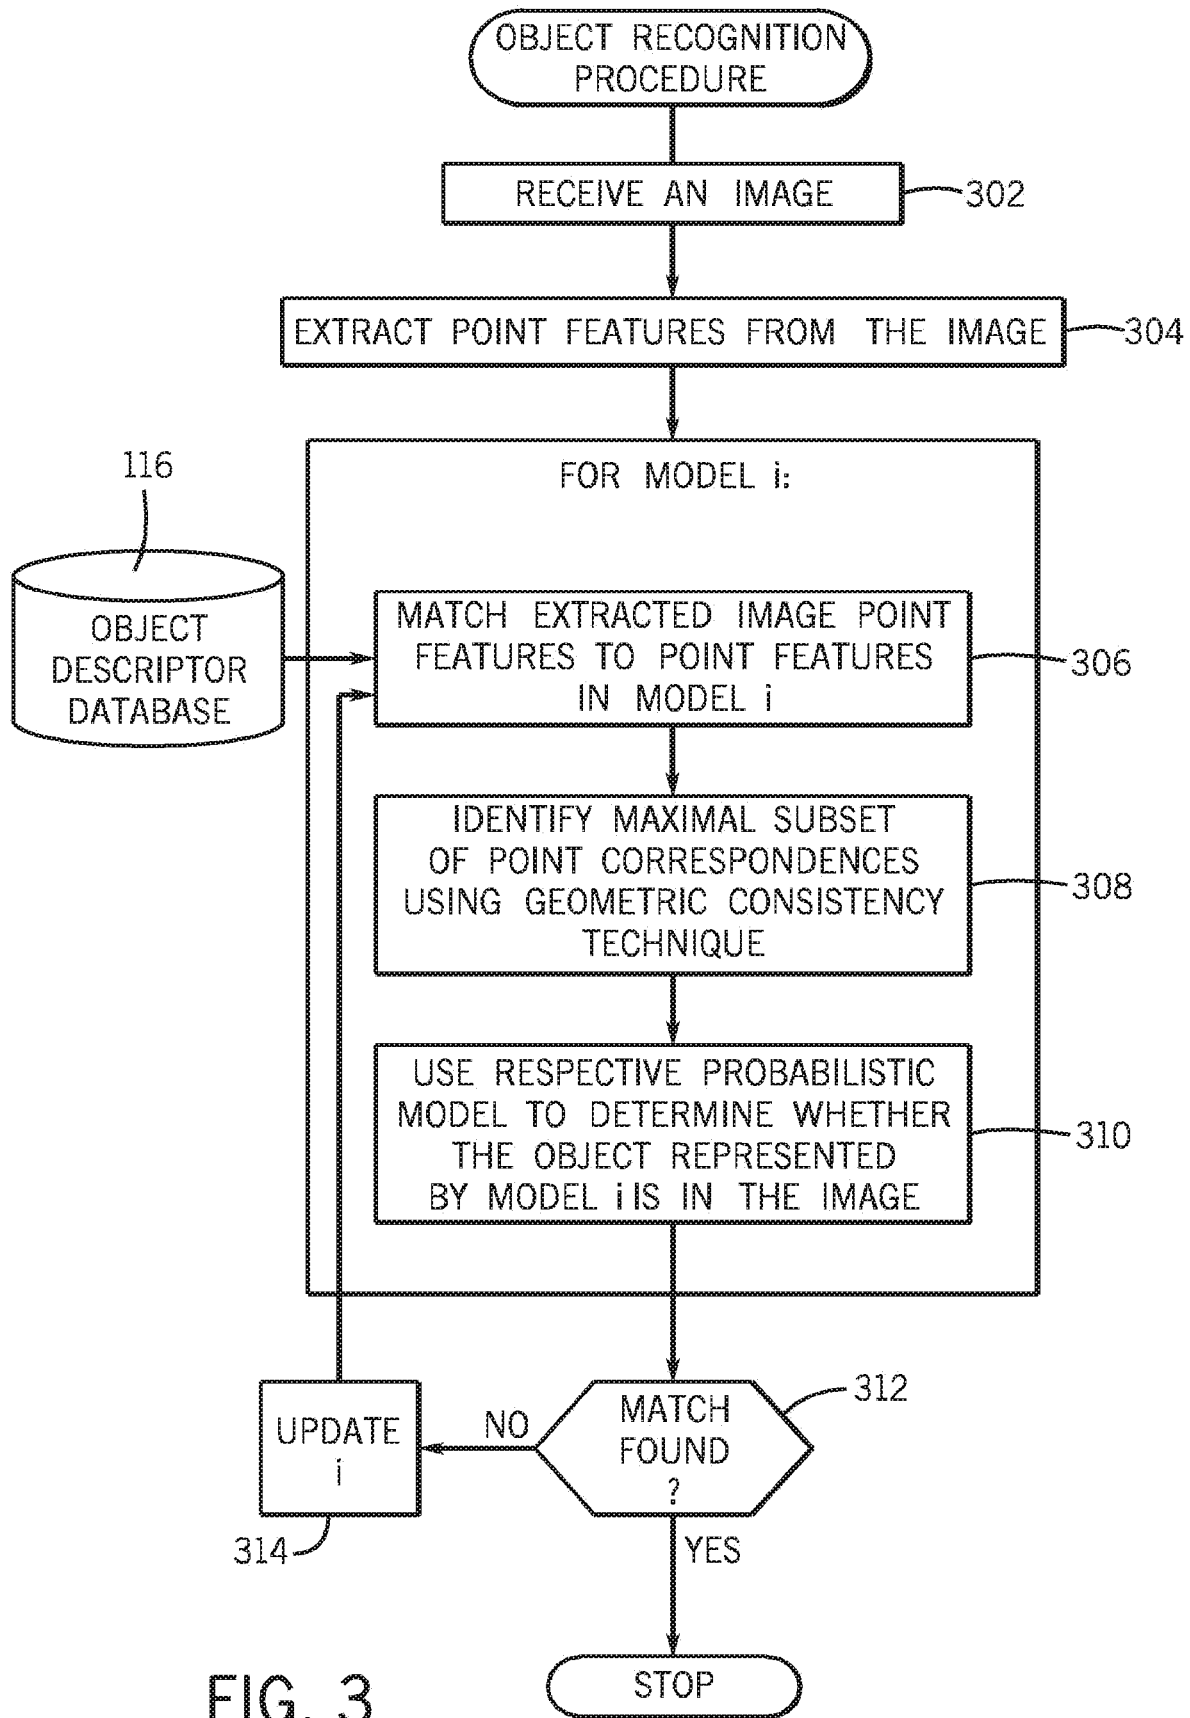 OBJECT RECOGNITION
PROCEDURE
RECEIVE AN IMAGE
302
EXTRACT POINT FEATURES FROM THE IMAGE
304
FOR MODEL i:
116
OBJECT
DESCRIPTOR
DATABASE
MATCH EXTRACTED IMAGE POINT
FEATURES TO POINT FEATURES
IN MODEL i
306
IDENTIFY MAXIMAL SUBSET
OF POINT CORRESPONDENCES
USING GEOMETRIC CONSISTENCY
TECHNIQUE
308
USE RESPECTIVE PROBABILISTIC
MODEL TO DETERMINE WHETHER
THE OBJECT REPRESENTED
BY MODEL i IS IN THE IMAGE
310
MATCH
FOUND
?
312
NO
UPDATE
i
314
YES
STOP
FIG. 3